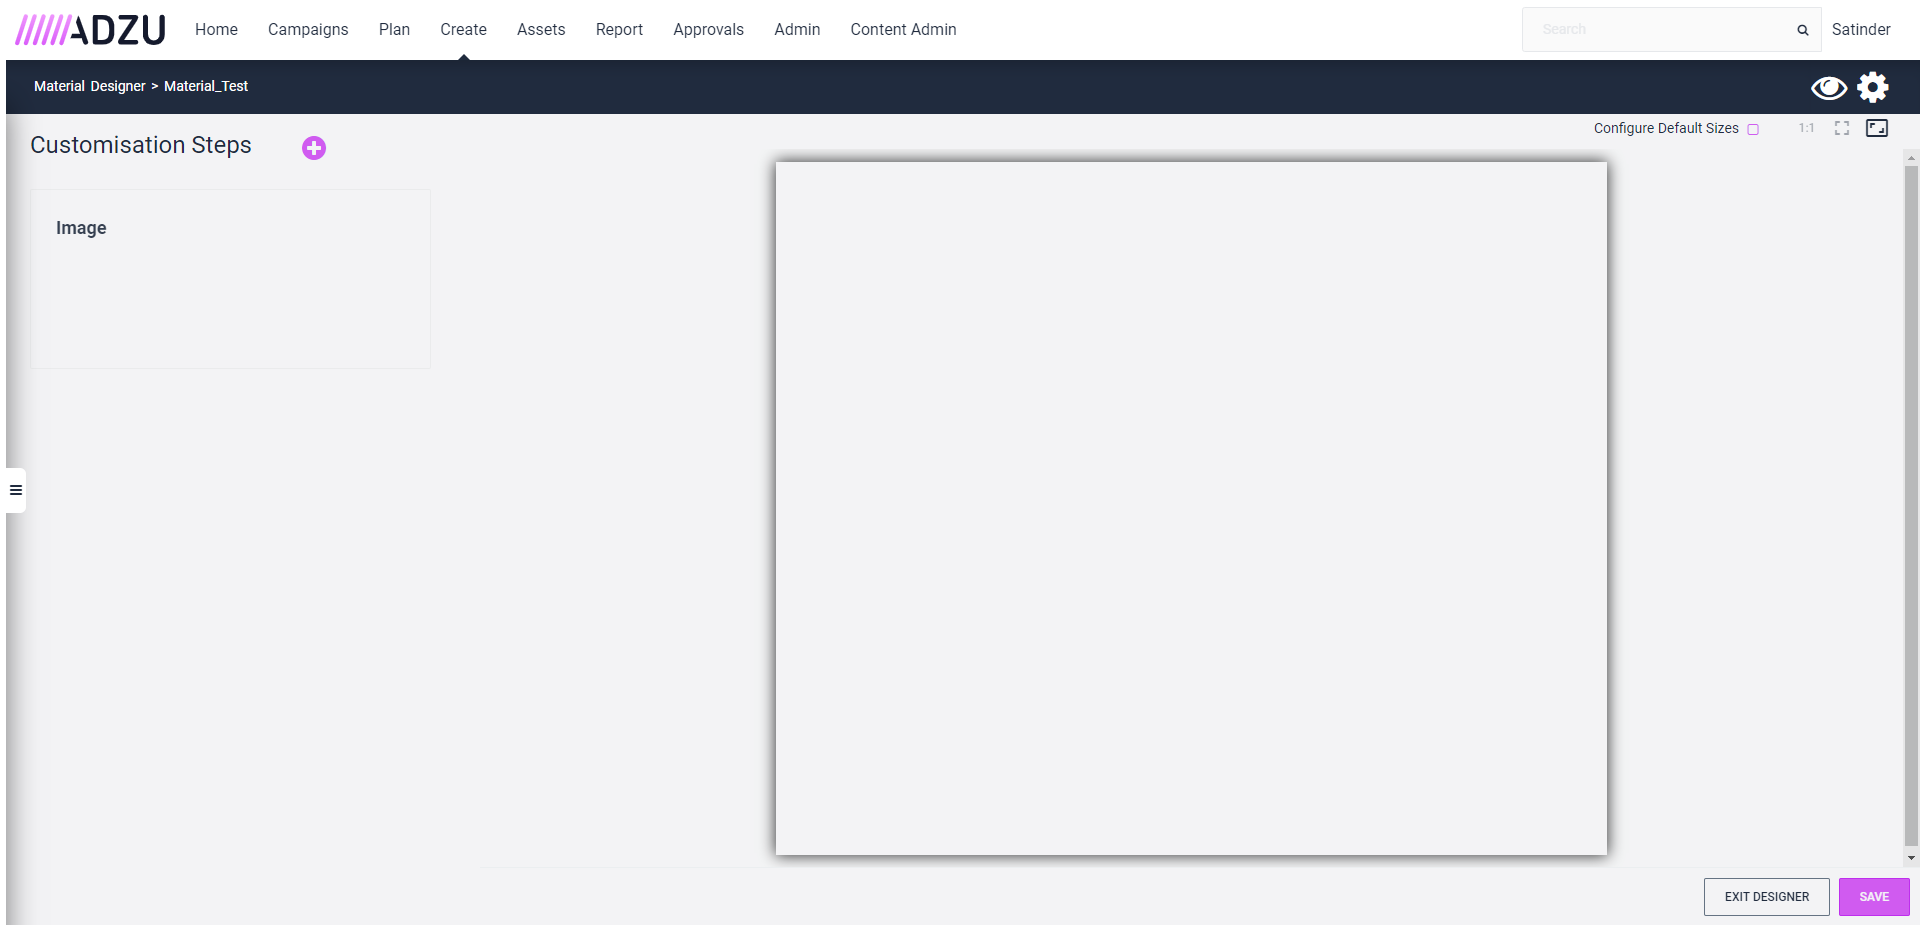 ADZU Home Campaigns Plan Create Assets Report Approvals Admin Content Admin Search Satinder
Material Designer > Material_Test
Configure Default Sizes 1:1
Customisation Steps
Image
EXIT DESIGNER SAVE